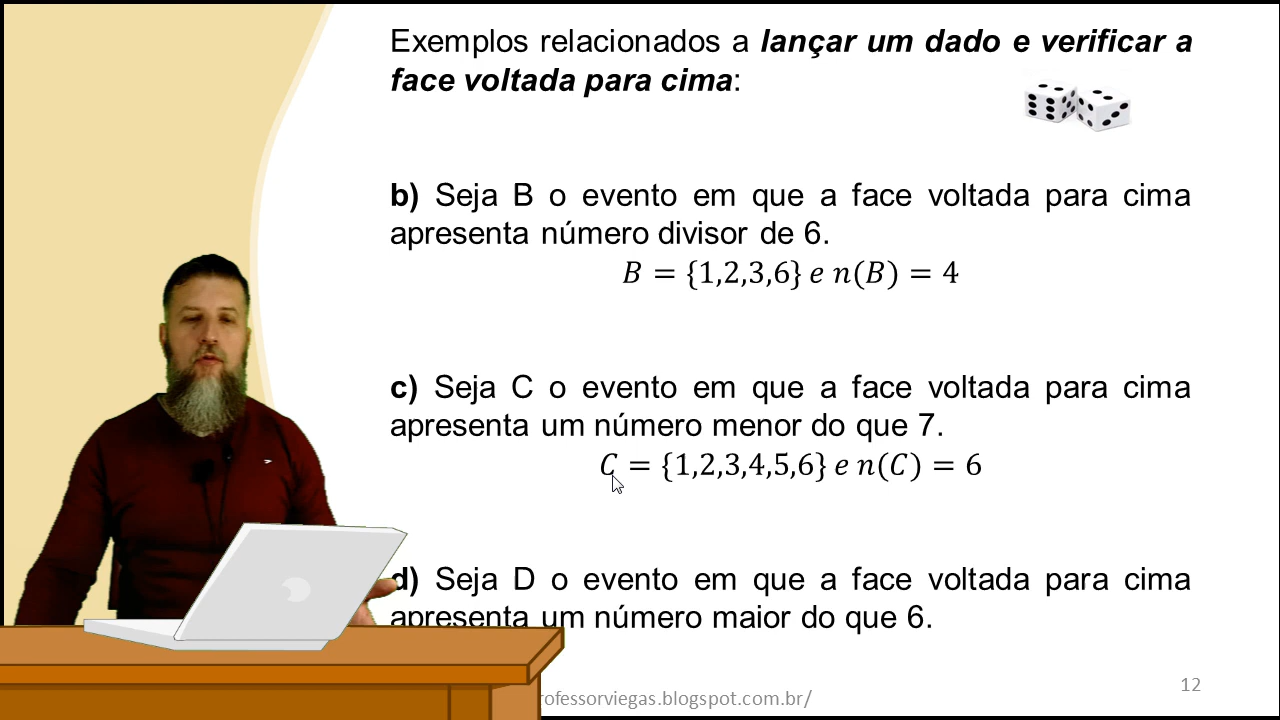 Exemplos relacionados a lançar um dado e verificar a
face voltada para cima:
b) Seja B o evento em que a face voltada para cima
apresenta número divisor de 6.
B = {1,2,3,6} e n(B) = 4
c) Seja C o evento em que a face voltada para cima
apresenta um número menor do que 7.
C = {1,2,3,4,5,6} e n(C) = 6
d) Seja D o evento em que a face voltada para cima
apresenta um número maior do que 6.
rofessorviegas.blogspot.com.br/
12